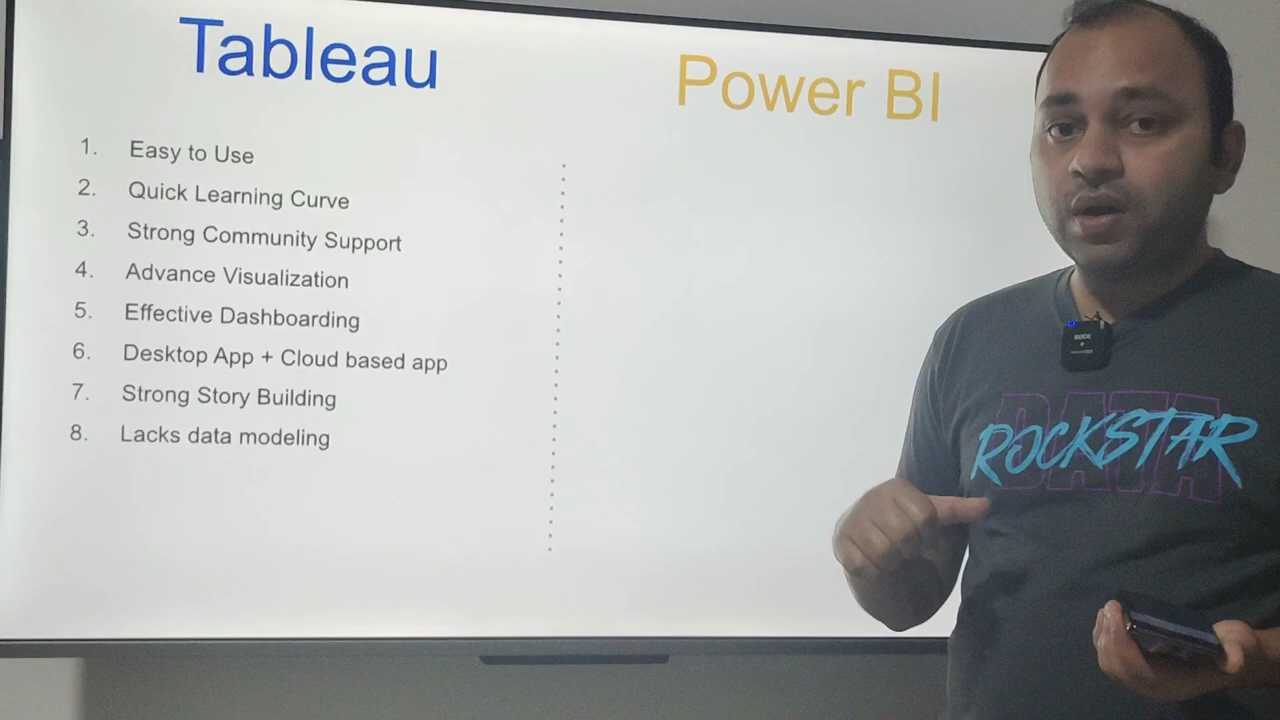 Tableau
Power BI
1. Easy to Use
2. Quick Learning Curve
3. Strong Community Support
4. Advance Visualization
5. Effective Dashboarding
6. Desktop App + Cloud based app
7. Strong Story Building
8. Lacks data modeling
RODE
DATA
ROCKSTAR